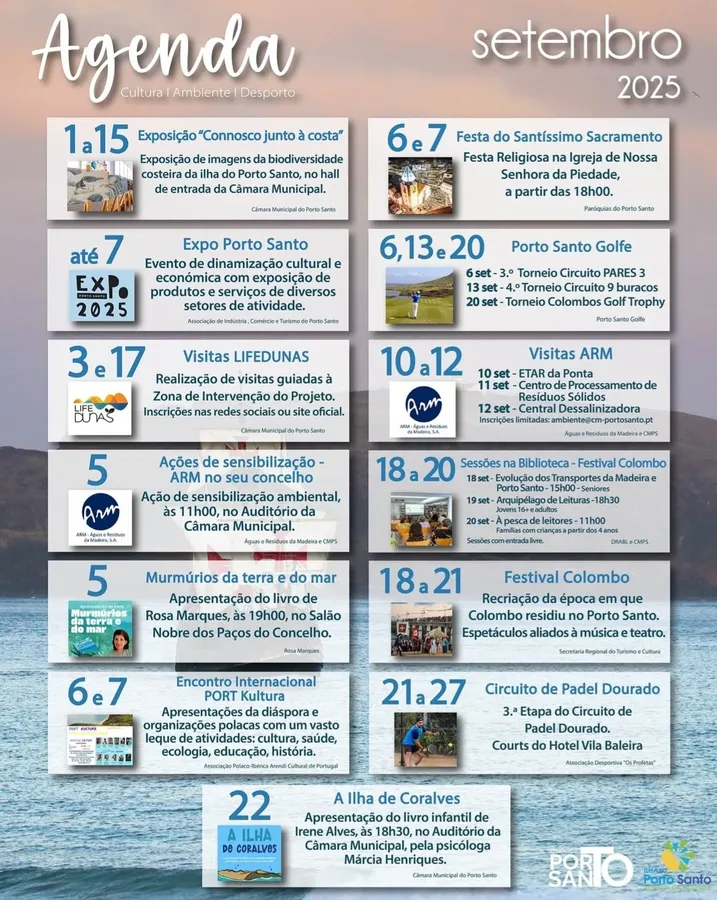 Agenda
Cultura | Ambiente | Desporto
setembro
2025
1 a 15
Exposição "Connosco junto à costa"
Exposição de imagens da biodiversidade
costeira da ilha do Porto Santo, no hall
de entrada da Câmara Municipal.
Câmara Municipal do Porto Santo
até 7
Expo Porto Santo
EXPO
PORTO SANTO
2025
Evento de dinamização cultural e
económica com exposição de
produtos e serviços de diversos
setores de atividade.
Associação de Indústria , Comércio e Turismo do Porto Santo
3 e 17
Visitas LIFEDUNAS
LIFE
DUNAS
Realização de visitas guiadas à
Zona de Intervenção do Projeto.
Inscrições nas redes sociais ou site oficial.
Câmara Municipal do Porto Santo
5
Ações de sensibilização -
ARM no seu concelho
Arm
ARM - Águas e Resíduos
da Madeira, S.A.
Ação de sensibilização ambiental,
às 11h00, no Auditório da
Câmara Municipal.
Águas e Resíduos da Madeira e CMPS
5
Murmúrios da terra e do mar
Apresentação do livro
Murmúrios
da terra e
do mar
Apresentação do livro de
Rosa Marques, às 19h00, no Salão
Nobre dos Paços do Concelho.
Rosa Marques
6 e 7
Encontro Internacional
PORT Kultura
PORT KULTURA
Apresentações da diáspora e
organizações polacas com um vasto
leque de atividades: cultura, saúde,
ecologia, educação, história.
Associação Polaco-Ibérica Arendi Cultural de Portugal
6 e 7
Festa do Santíssimo Sacramento
Festa Religiosa na Igreja de Nossa
Senhora da Piedade,
a partir das 18h00.
Paróquias do Porto Santo
6,13 e 20
Porto Santo Golfe
6 set - 3.º Torneio Circuito PARES 3
13 set - 4.º Torneio Circuito 9 buracos
20 set - Torneio Colombos Golf Trophy
Porto Santo Golfe
10 a 12
Visitas ARM
Arm
ARM - Águas e Resíduos
da Madeira, S.A.
10 set - ETAR da Ponta
11 set - Centro de Processamento de
Resíduos Sólidos
12 set - Central Dessalinizadora
Inscrições limitadas: ambiente@cm-portosanto.pt
Águas e Resíduos da Madeira e CMPS
18 a 20
Sessões na Biblioteca - Festival Colombo
18 set - Evolução dos Transportes da Madeira e
Porto Santo - 15h00 - Seniores
19 set - Arquipélago de Leituras -18h30
Jovens 16+ e adultos
20 set - À pesca de leitores - 11h00
Famílias com crianças a partir dos 4 anos
Sessões com entrada livre.
DRABL e CMPS
18 a 21
Festival Colombo
Recriação da época em que
Colombo residiu no Porto Santo.
Espetáculos aliados à música e teatro.
Secretaria Regional do Turismo e Cultura
21 a 27
Circuito de Padel Dourado
3.ª Etapa do Circuito de
Padel Dourado.
Courts do Hotel Vila Baleira
Associação Desportiva "Os Profetas"
22
A Ilha de Coralves
A ILHA
DE CORALVES
Apresentação do livro infantil de
Irene Alves, às 18h30, no Auditório da
Câmara Municipal, pela psicóloga
Márcia Henriques.
Câmara Municipal do Porto Santo
PORTO
SANTO
Porto Santo